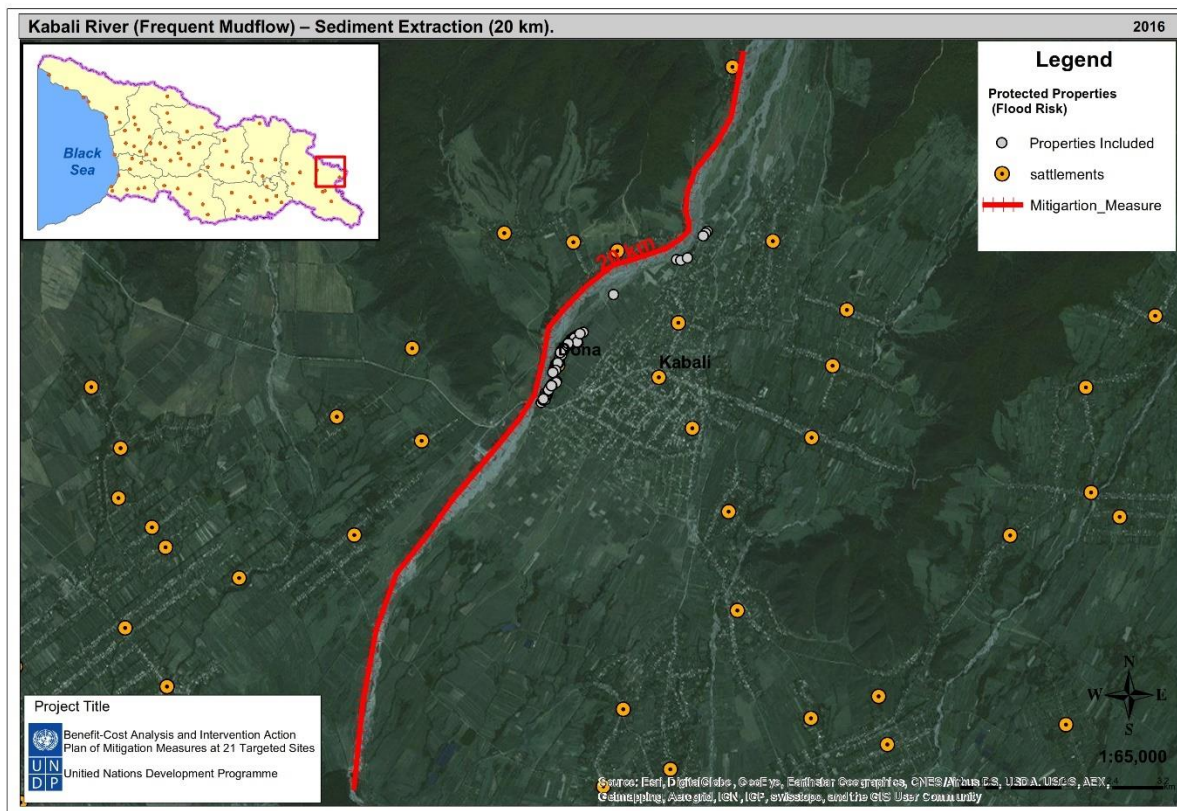 Kabali River (Frequent Mudflow) – Sediment Extraction (20 km).
2016
Black
Sea
Legend
Protected Properties
(Flood Risk)
Properties Included
sattlements
Mitigartion_Measure
20 km
Dona
Kabali
N
W E
S
1:65,000
Project Title
Benefit-Cost Analysis and Intervention Action
Plan of Mitigation Measures at 21 Targeted Sites
U N
D P
Unitied Nations Development Programme
Source: Esri, DigitalGlobe, GeoEye, Earthstar Geographics, CNES/Airbus DS, USDA, USGS, AEX,
Getmapping, Aerogrid, IGN, IGP, swisstopo, and the GIS User Community